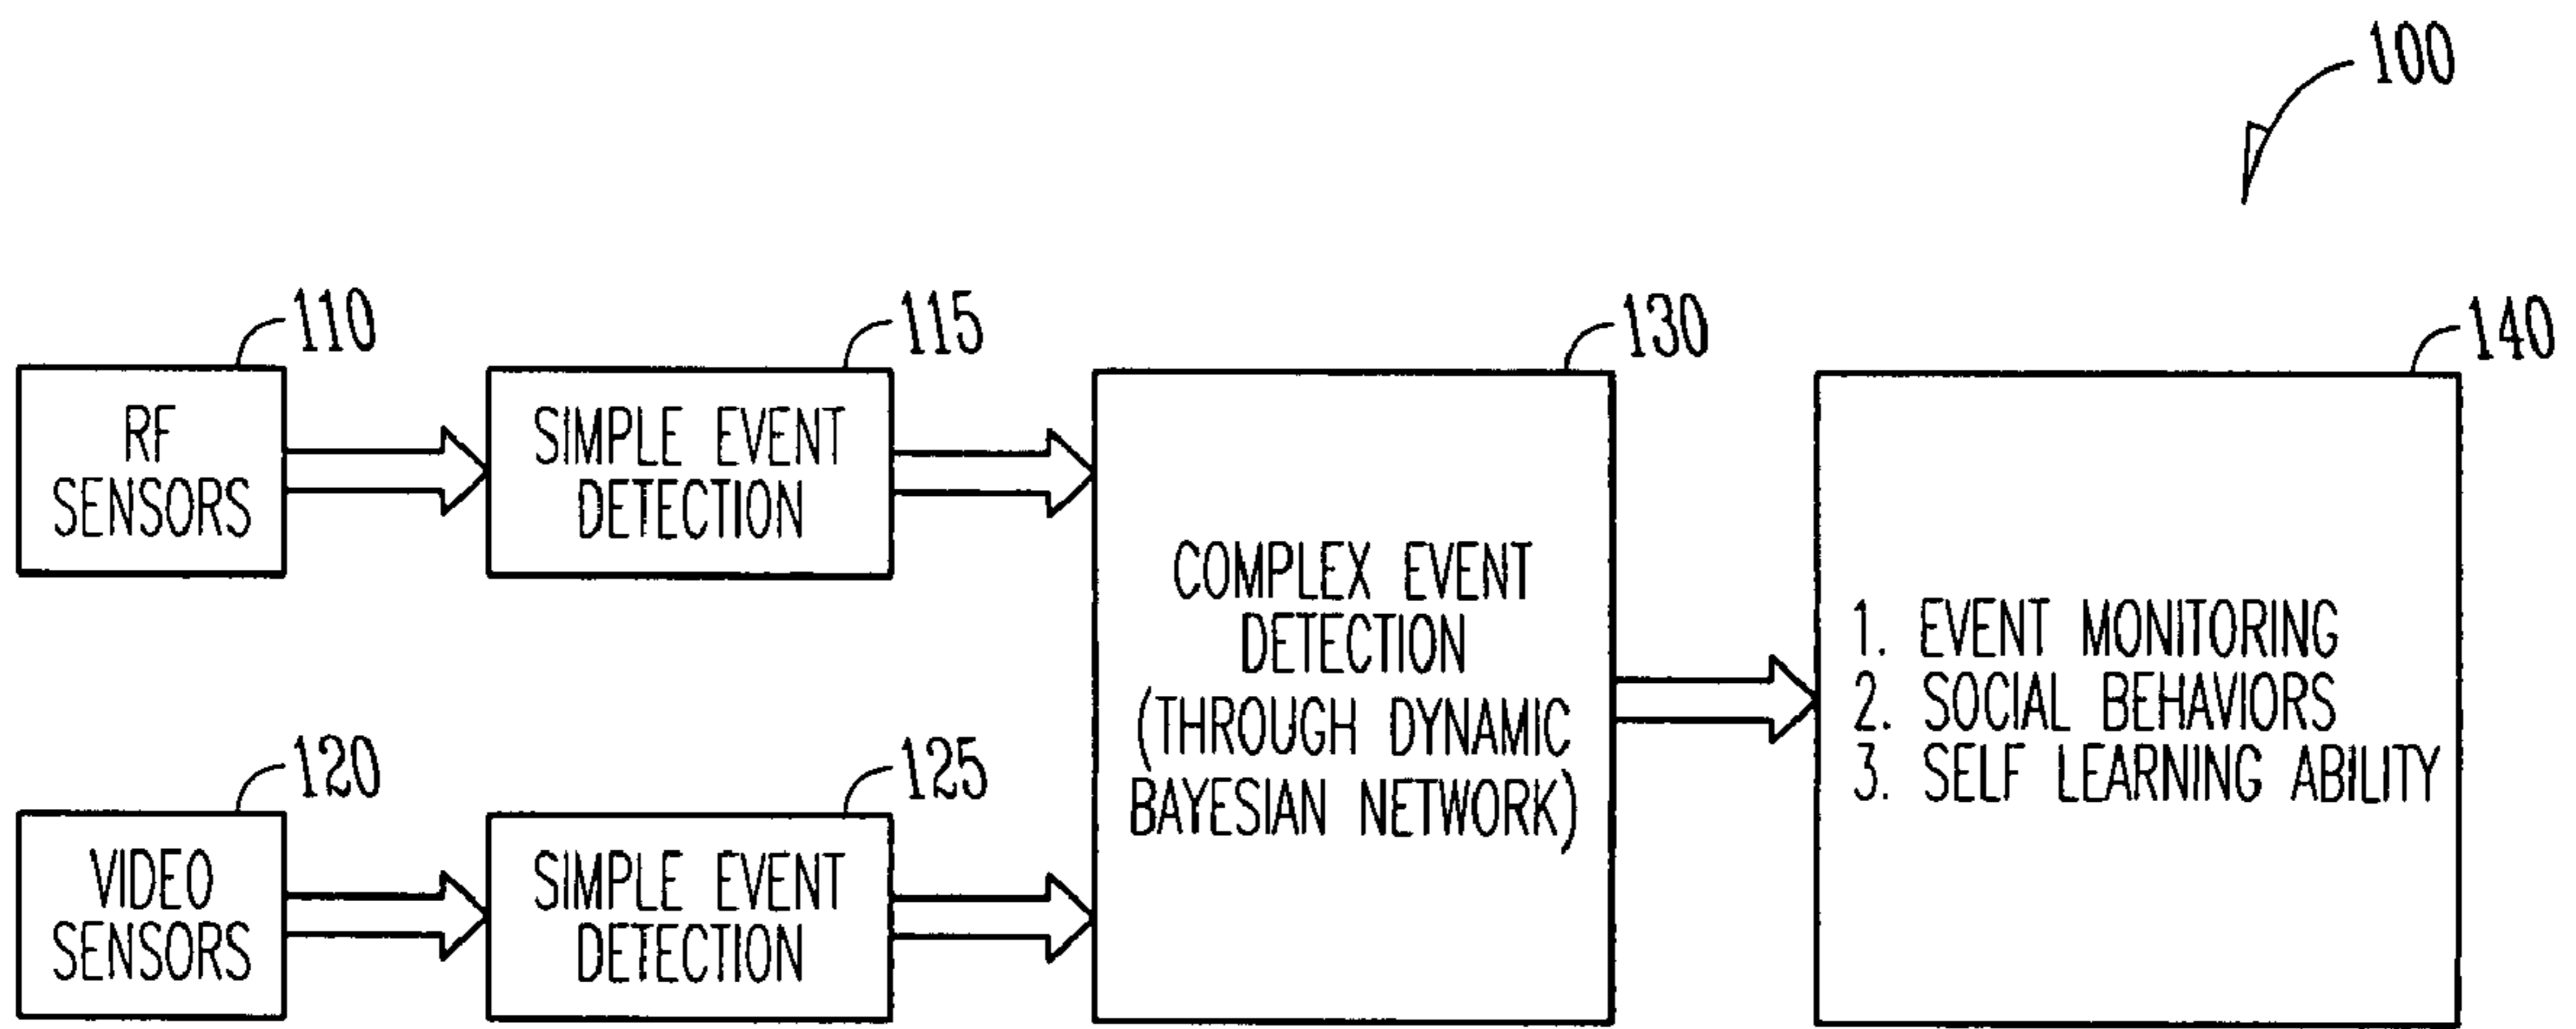 100
110
RF
SENSORS
115
SIMPLE EVENT
DETECTION
120
VIDEO
SENSORS
125
SIMPLE EVENT
DETECTION
130
COMPLEX EVENT
DETECTION
(THROUGH DYNAMIC
BAYESIAN NETWORK)
140
1. EVENT MONITORING
2. SOCIAL BEHAVIORS
3. SELF LEARNING ABILITY